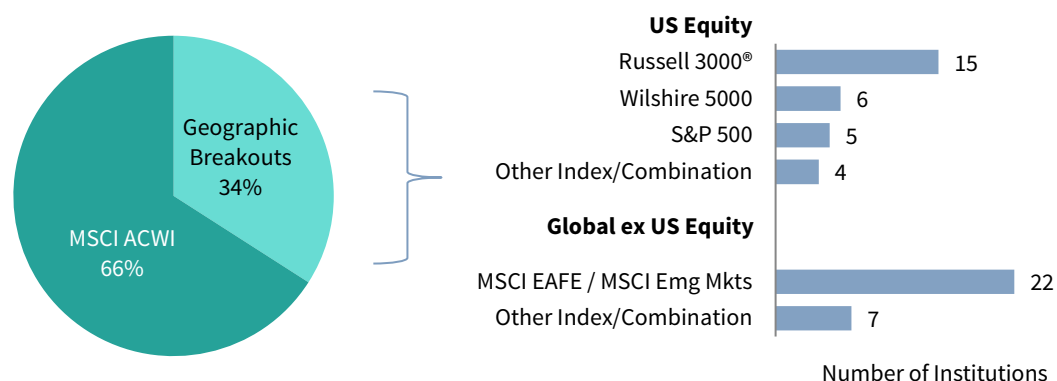 Geographic
Breakouts
34%
MSCI ACWI
66%
US Equity
Russell 3000® 15
Wilshire 5000 6
S&P 500 5
Other Index/Combination 4
Global ex US Equity
MSCI EAFE / MSCI Emg Mkts 22
Other Index/Combination 7
Number of Institutions